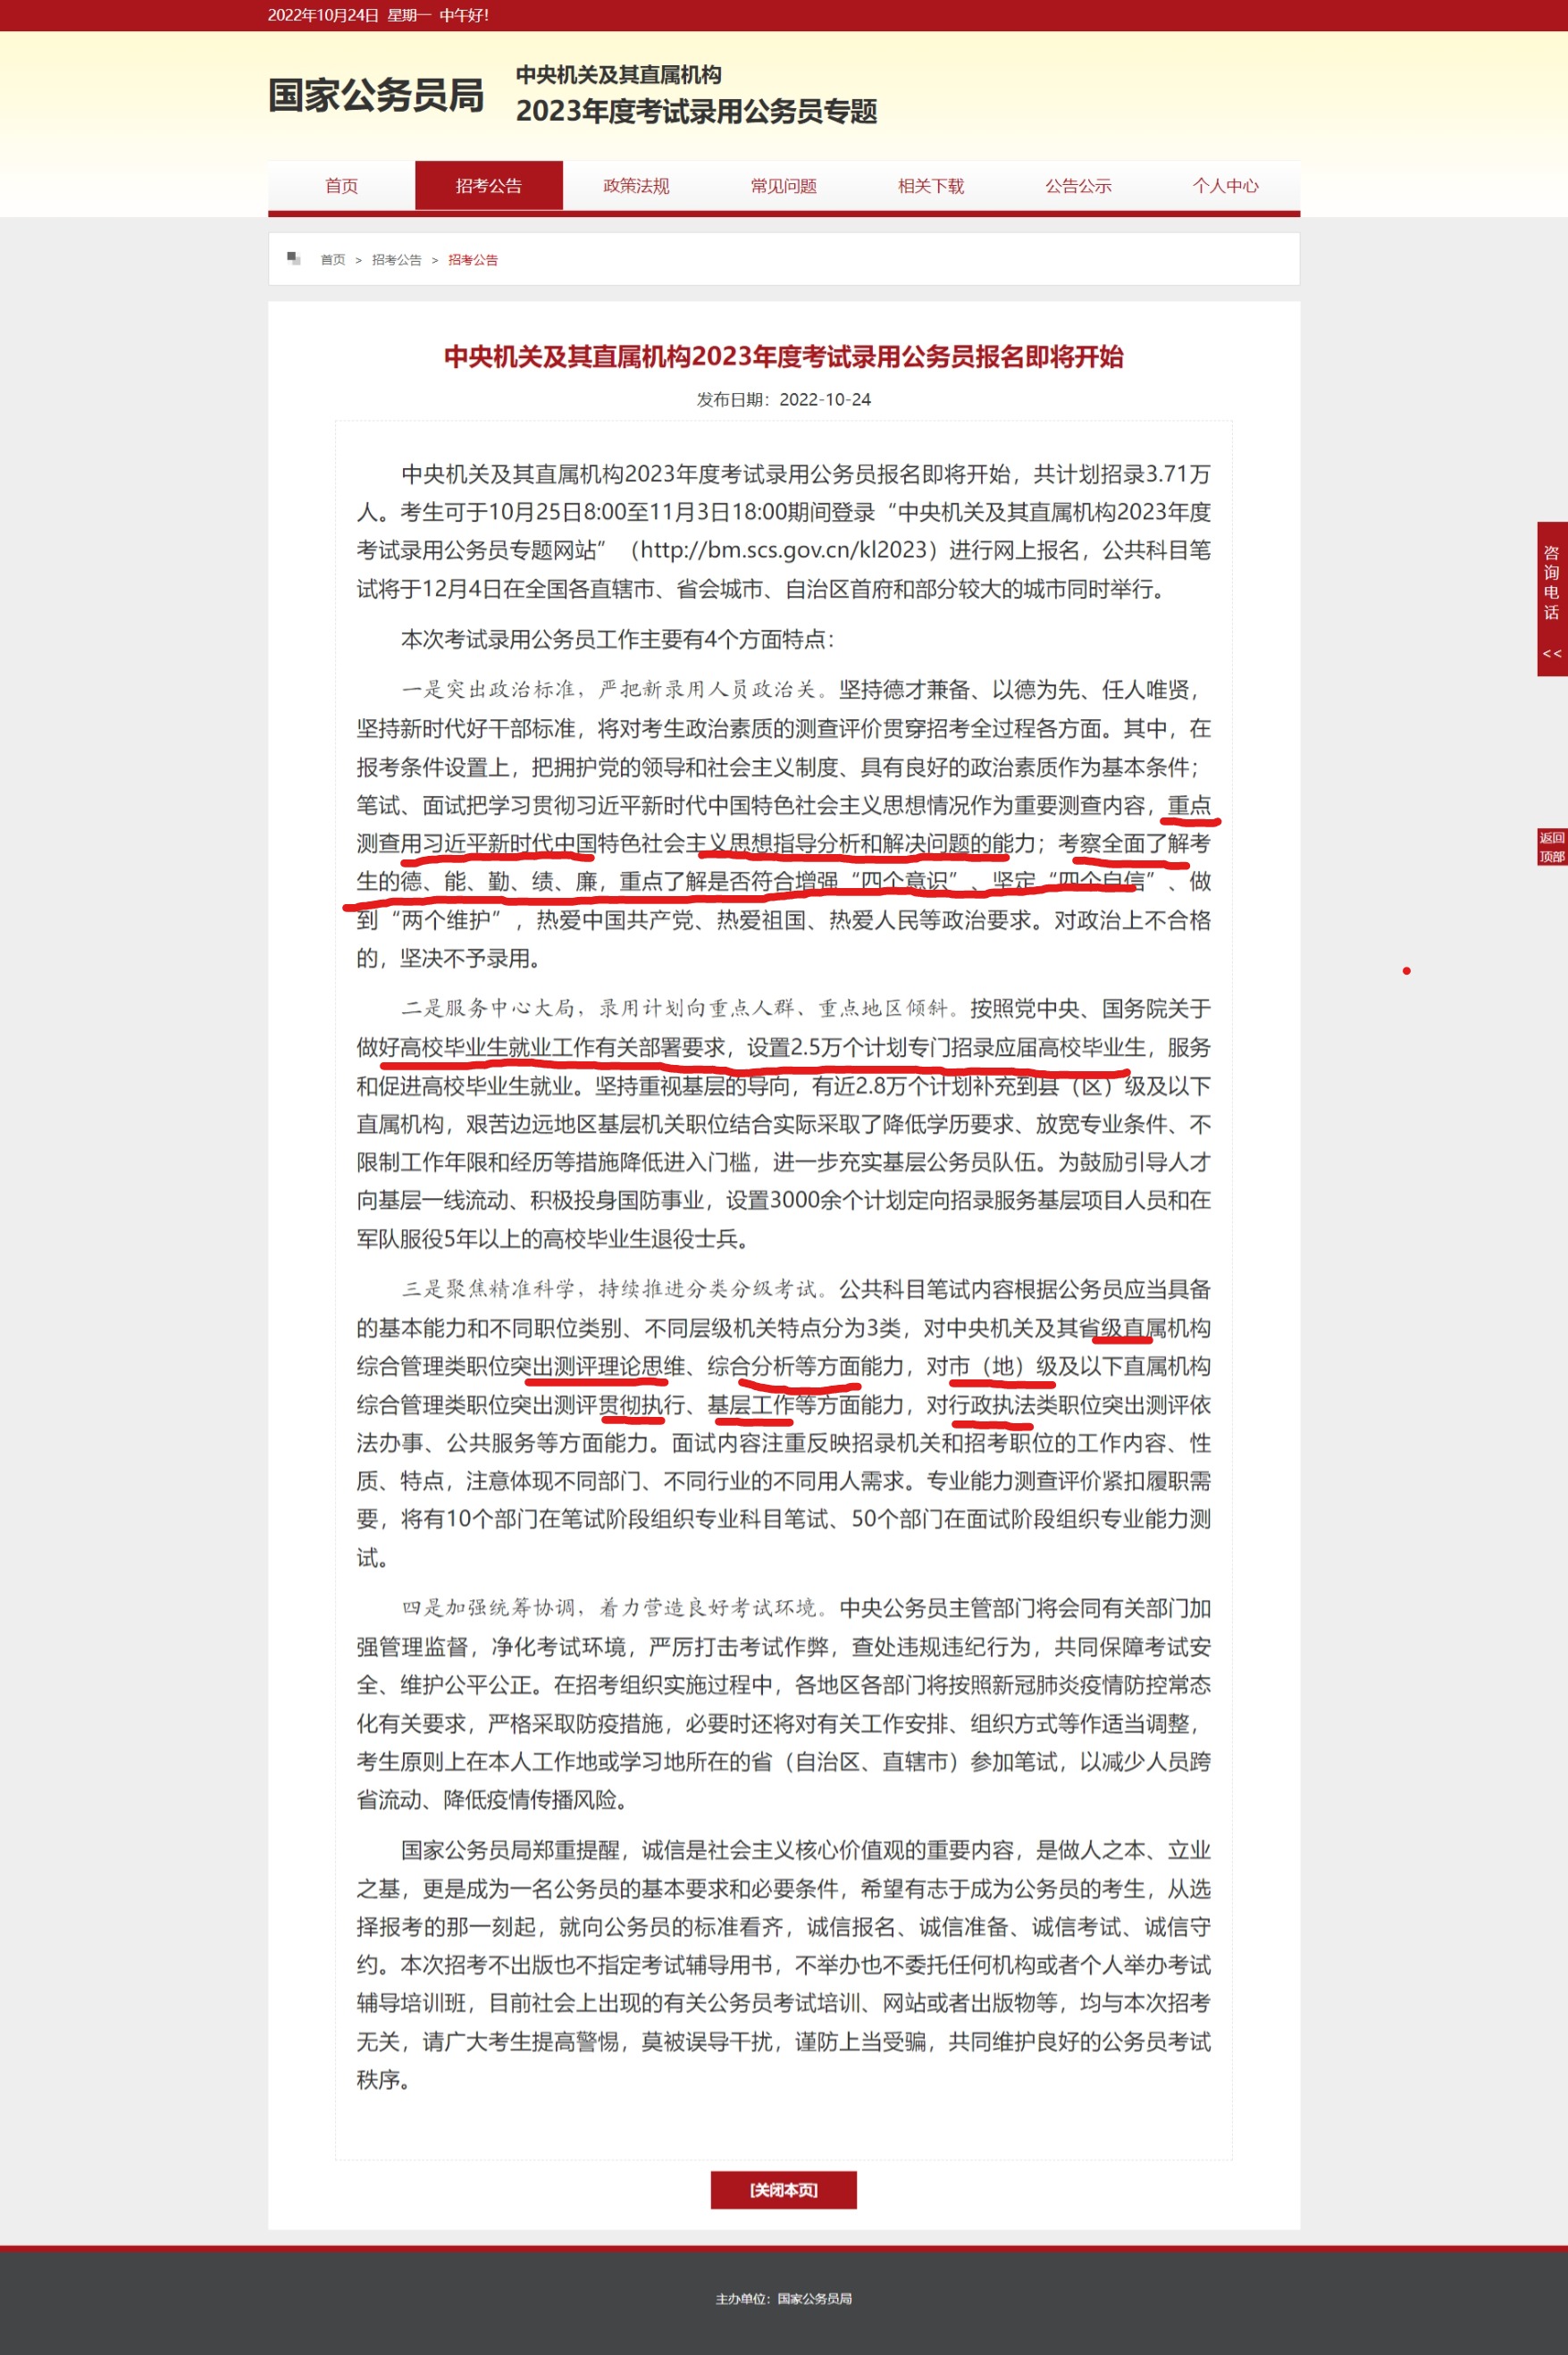 2022年10月24日 星期一 中午好！
国家公务员局
中央机关及其直属机构
2023年度考试录用公务员专题
首页 招考公告 政策法规 常见问题 相关下载 公告公示 个人中心
首页 > 招考公告 > 招考公告
中央机关及其直属机构2023年度考试录用公务员报名即将开始
发布日期：2022-10-24
中央机关及其直属机构2023年度考试录用公务员报名即将开始，共计划招录3.71万
人。考生可于10月25日8:00至11月3日18:00期间登录“中央机关及其直属机构2023年度
考试录用公务员专题网站”（http://bm.scs.gov.cn/kl2023）进行网上报名，公共科目笔
试将于12月4日在全国各直辖市、省会城市、自治区首府和部分较大的城市同时举行。
本次考试录用公务员工作主要有4个方面特点：
一是突出政治标准，严把新录用人员政治关。坚持德才兼备、以德为先、任人唯贤，
坚持新时代好干部标准，将对考生政治素质的测查评价贯穿招考全过程各方面。其中，在
报考条件设置上，把拥护党的领导和社会主义制度、具有良好的政治素质作为基本条件；
笔试、面试把学习贯彻习近平新时代中国特色社会主义思想情况作为重要测查内容，重点
测查用习近平新时代中国特色社会主义思想指导分析和解决问题的能力；考察全面了解考
生的德、能、勤、绩、廉，重点了解是否符合增强“四个意识”、坚定“四个自信”、做
到“两个维护”，热爱中国共产党、热爱祖国、热爱人民等政治要求。对政治上不合格
的，坚决不予录用。
二是服务中心大局，录用计划向重点人群、重点地区倾斜。按照党中央、国务院关于
做好高校毕业生就业工作有关部署要求，设置2.5万个计划专门招录应届高校毕业生，服务
和促进高校毕业生就业。坚持重视基层的导向，有近2.8万个计划补充到县（区）级及以下
直属机构，艰苦边远地区基层机关职位结合实际采取了降低学历要求、放宽专业条件、不
限制工作年限和经历等措施降低进入门槛，进一步充实基层公务员队伍。为鼓励引导人才
向基层一线流动、积极投身国防事业，设置3000余个计划定向招录服务基层项目人员和在
军队服役5年以上的高校毕业生退役士兵。
三是聚焦精准科学，持续推进分类分级考试。公共科目笔试内容根据公务员应当具备
的基本能力和不同职位类别、不同层级机关特点分为3类，对中央机关及其省级直属机构
综合管理类职位突出测评理论思维、综合分析等方面能力，对市（地）级及以下直属机构
综合管理类职位突出测评贯彻执行、基层工作等方面能力，对行政执法类职位突出测评依
法办事、公共服务等方面能力。面试内容注重反映招录机关和招考职位的工作内容、性
质、特点，注意体现不同部门、不同行业的不同用人需求。专业能力测查评价紧扣履职需
要，将有10个部门在笔试阶段组织专业科目笔试、50个部门在面试阶段组织专业能力测
试。
四是加强统筹协调，着力营造良好考试环境。中央公务员主管部门将会同有关部门加
强管理监督，净化考试环境，严厉打击考试作弊，查处违规违纪行为，共同保障考试安
全、维护公平公正。在招考组织实施过程中，各地区各部门将按照新冠肺炎疫情防控常态
化有关要求，严格采取防疫措施，必要时还将对有关工作安排、组织方式等作适当调整，
考生原则上在本人工作地或学习地所在的省（自治区、直辖市）参加笔试，以减少人员跨
省流动、降低疫情传播风险。
国家公务员局郑重提醒，诚信是社会主义核心价值观的重要内容，是做人之本、立业
之基，更是成为一名公务员的基本要求和必要条件，希望有志于成为公务员的考生，从选
择报考的那一刻起，就向公务员的标准看齐，诚信报名、诚信准备、诚信考试、诚信守
约。本次招考不出版也不指定考试辅导用书，不举办也不委托任何机构或者个人举办考试
辅导培训班，目前社会上出现的有关公务员考试培训、网站或者出版物等，均与本次招考
无关，请广大考生提高警惕，莫被误导干扰，谨防上当受骗，共同维护良好的公务员考试
秩序。
[关闭本页]
主办单位：国家公务员局
咨询电话 <<
返回
顶部